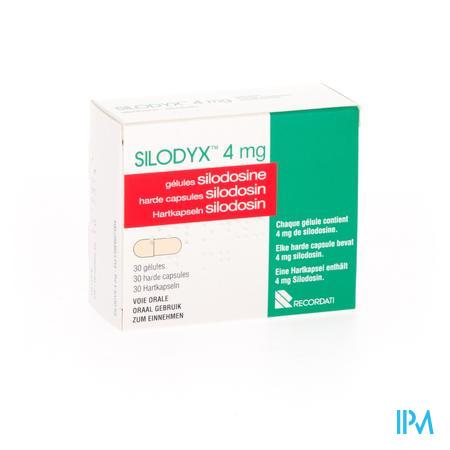 SILODYX™ 4 mg
SILODYX™ 4 mg
gélules silodosine
harde capsules silodosin
Hartkapseln silodosin
30 gélules
30 harde capsules
30 Hartkapseln
VOIE ORALE
ORAAL GEBRUIK
ZUM EINNEHMEN
Chaque gélule contient
4 mg de silodosine.
Elke harde capsule bevat
4 mg silodosin.
Eine Hartkapsel enthält
4 mg Silodosin.
RECORDATI
IPM